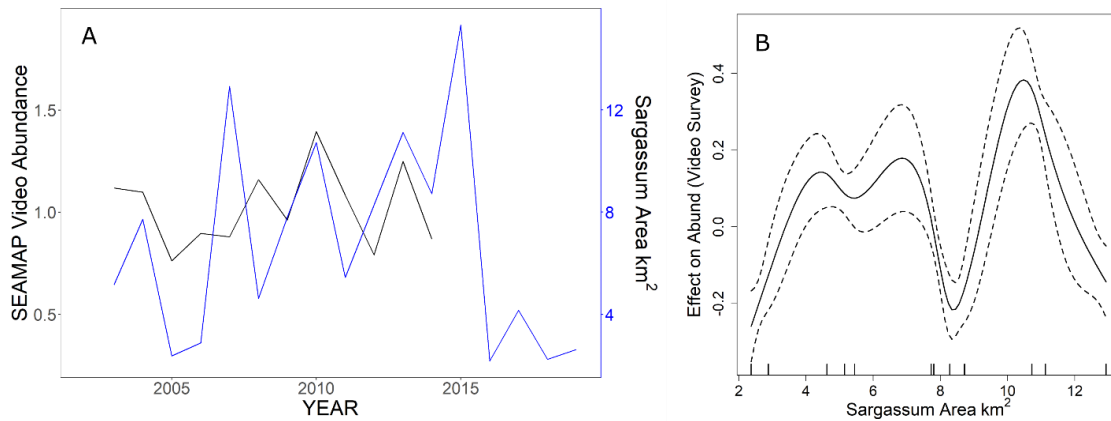 A
SEAMAP Video Abundance
1.5
1.0
0.5
2005
2010
2015
YEAR
12
8
4
Sargassum Area km²
B
Effect on Abund (Video Survey)
0.4
0.2
0.0
-0.2
2
4
6
8
10
12
Sargassum Area km²